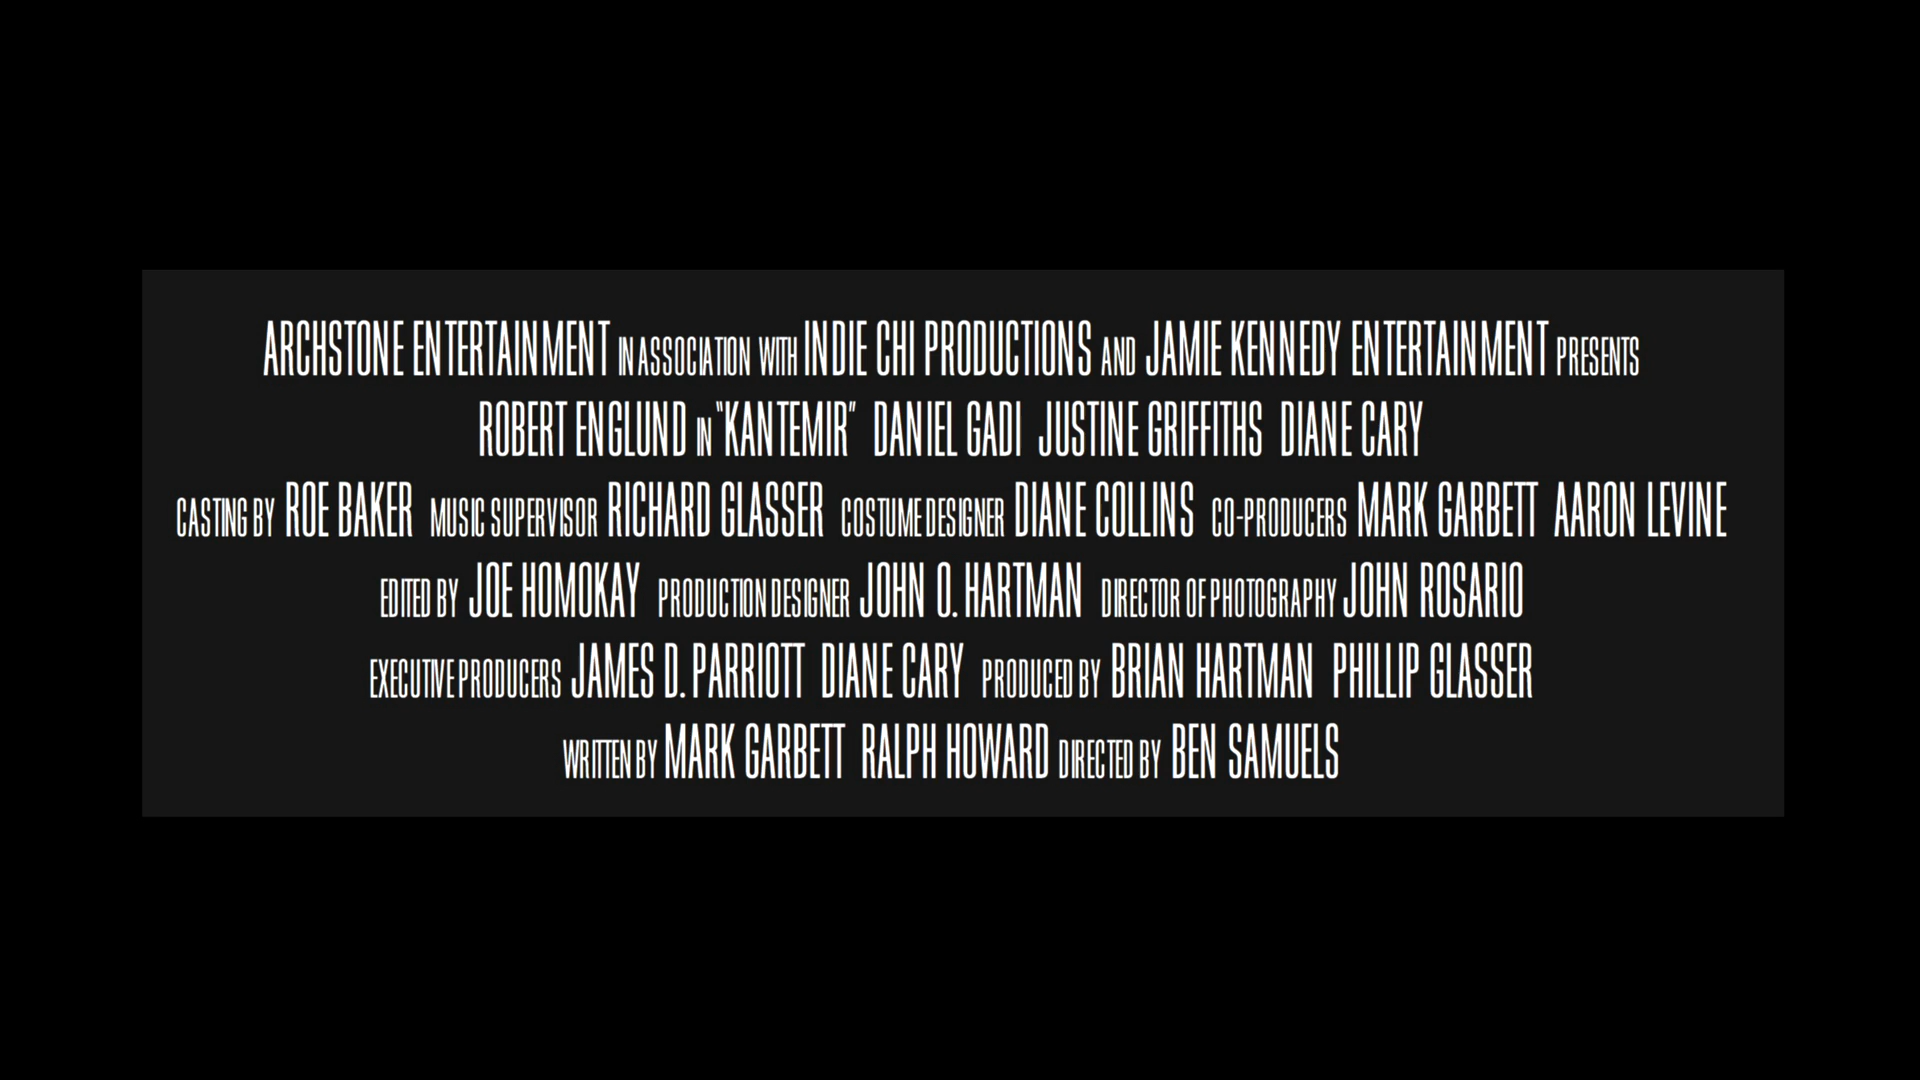 ARCHSTONE ENTERTAINMENT IN ASSOCIATION WITH INDIE CHI PRODUCTIONS AND JAMIE KENNEDY ENTERTAINMENT PRESENTS
ROBERT ENGLUND IN "KANTEMIR" DANIEL GADI JUSTINE GRIFFITHS DIANE CARY
CASTING BY ROE BAKER MUSIC SUPERVISOR RICHARD GLASSER COSTUME DESIGNER DIANE COLLINS CO-PRODUCERS MARK GARBETT AARON LEVINE
EDITED BY JOE HOMOKAY PRODUCTION DESIGNER JOHN O. HARTMAN DIRECTOR OF PHOTOGRAPHY JOHN ROSARIO
EXECUTIVE PRODUCERS JAMES D. PARRIOTT DIANE CARY PRODUCED BY BRIAN HARTMAN PHILLIP GLASSER
WRITTEN BY MARK GARBETT RALPH HOWARD DIRECTED BY BEN SAMUELS